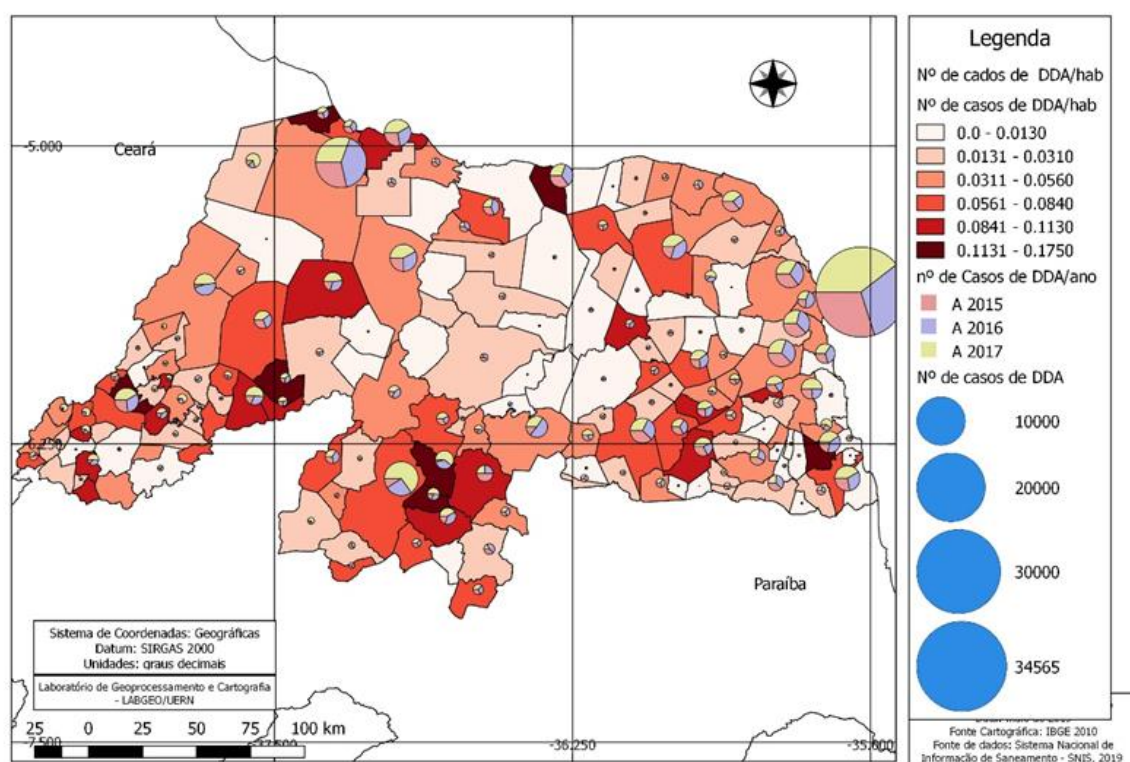 Ceará
-5.000
Paraíba
Sistema de Coordenadas: Geográficas
Datum: SIRGAS 2000
Unidades: graus decimais
Laboratório de Geoprocessamento e Cartografia
- LABGEO/UERN
25 0 25 50 75 100 km
-36.250
Legenda
Nº de cados de DDA/hab
Nº de casos de DDA/hab
0.0 - 0.0130
0.0131 - 0.0310
0.0311 - 0.0560
0.0561 - 0.0840
0.0841 - 0.1130
0.1131 - 0.1750
nº de Casos de DDA/ano
A 2015
A 2016
A 2017
Nº de casos de DDA
10000
20000
30000
34565
Fonte Cartográfica: IBGE 2010
Fonte de dados: Sistema Nacional de
Informação de Saneamento - SNIS, 2019